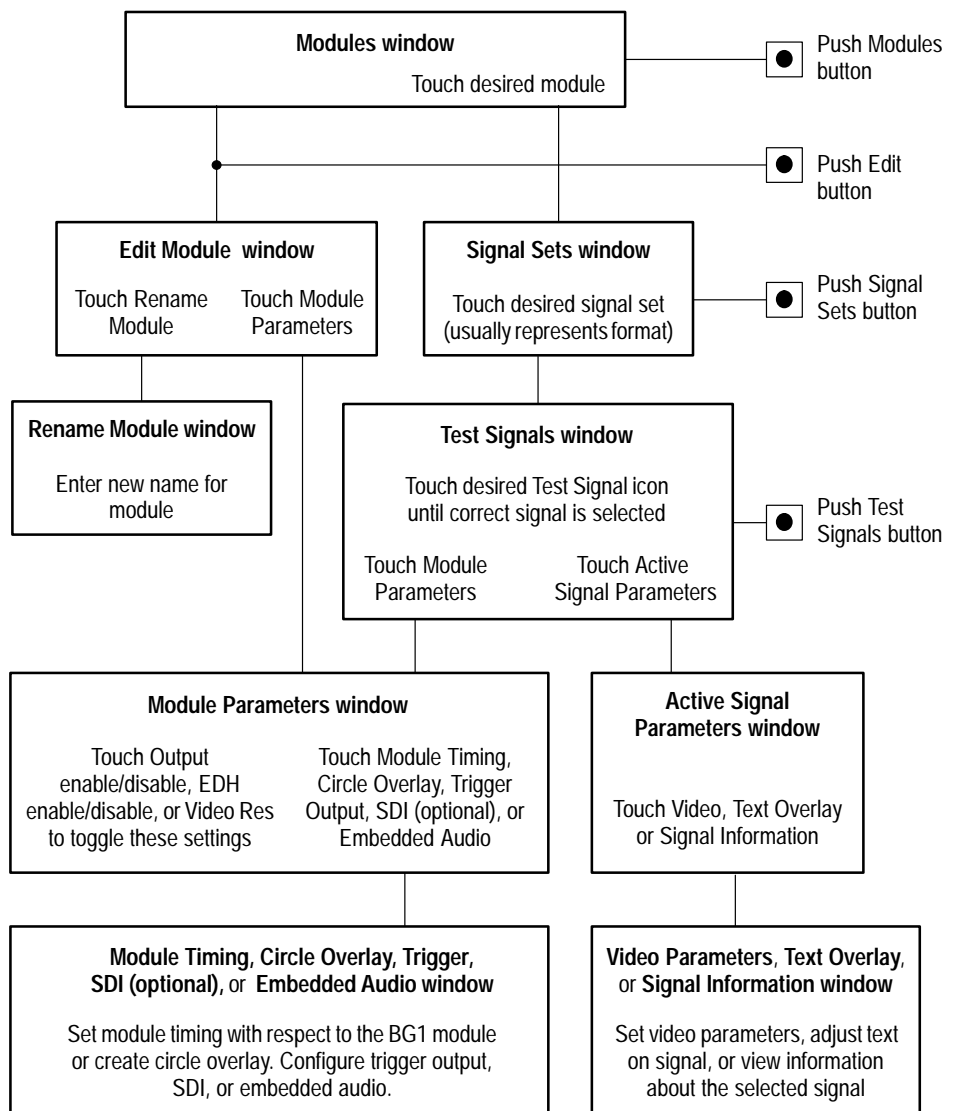 Modules window
Touch desired module
Push Modules
button
Push Edit
button
Edit Module window
Touch Rename
Module
Touch Module
Parameters
Signal Sets window
Touch desired signal set
(usually represents format)
Push Signal
Sets button
Rename Module window
Enter new name for
module
Test Signals window
Touch desired Test Signal icon
until correct signal is selected
Touch Module
Parameters
Touch Active
Signal Parameters
Push Test
Signals button
Module Parameters window
Touch Output
enable/disable, EDH
enable/disable, or Video Res
to toggle these settings
Touch Module Timing,
Circle Overlay, Trigger
Output, SDI (optional), or
Embedded Audio
Active Signal
Parameters window
Touch Video, Text Overlay
or Signal Information
Module Timing, Circle Overlay, Trigger,
SDI (optional), or Embedded Audio window
Set module timing with respect to the BG1 module
or create circle overlay. Configure trigger output,
SDI, or embedded audio.
Video Parameters, Text Overlay,
or Signal Information window
Set video parameters, adjust text
on signal, or view information
about the selected signal